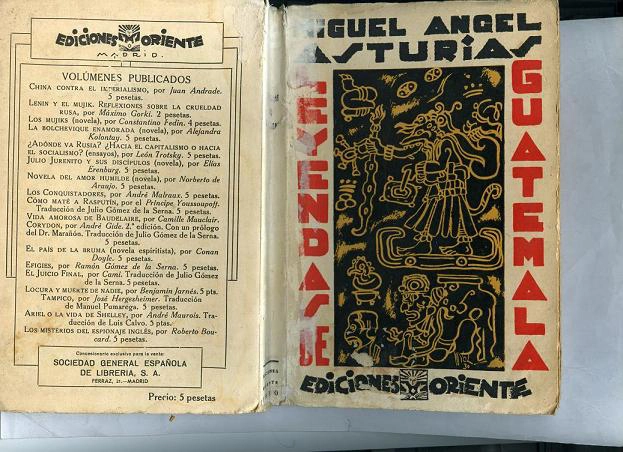 EDICIONES ORIENTE
MADRID.
VOLÚMENES PUBLICADOS
CHINA CONTRA EL IMPERIALISMO, por Juan Andrade.
5 pesetas.
LENIN Y EL MUJIK. REFLEXIONES SOBRE LA CRUELDAD
RUSA, por Máximo Gorki. 2 pesetas.
LOS MUJIKS (novela), por Constantino Fedin. 4 pesetas.
LA BOLCHEVIQUE ENAMORADA (novela), por Alejandra
Kolontay. 5 pesetas.
¿ADÓNDE VA RUSIA? ¿HACIA EL CAPITALISMO O HACIA
EL SOCIALISMO? (ensayos), por León Trotsky. 5 pesetas.
JULIO JURENITO Y SUS DISCÍPULOS (novela), por Elías
Erenburg. 5 pesetas.
NOVELA DEL AMOR HUMILDE (novela), por Norberto de
Araujo. 5 pesetas.
LOS CONQUISTADORES, por André Malraux. 5 pesetas.
CÓMO MATÉ A RASPUTÍN, por el Príncipe Youssoupoff.
Traducción de Julio Gómez de la Serna. 5 pesetas.
VIDA AMOROSA DE BAUDELAIRE, por Camille Mauclair.
CORYDON, por André Gide. 2.ª edición. Con un prólogo
del Dr. Marañón. Traducción de Julio Gómez de la Serna.
5 pesetas.
EL PAÍS DE LA BRUMA (novela espiritista), por Conan
Doyle. 5 pesetas.
EFIGIES, por Ramón Gómez de la Serna. 5 pesetas.
EL JUICIO FINAL, por Cami. Traducción de Julio Gómez
de la Serna. 5 pesetas.
LOCURA Y MUERTE DE NADIE, por Benjamín Jarnés. 5 pts.
TAMPICO, por José Hergesheimer. Traducción
de Manuel Pumarega. 5 pesetas.
ARIEL O LA VIDA DE SHELLEY, por André Maurois. Tra-
ducción de Luis Calvo. 5 ptas.
LOS MISTERIOS DEL ESPIONAJE INGLÉS, por Roberto Bou-
card. 5 pesetas.
Concesionario exclusivo para la venta:
SOCIEDAD GENERAL ESPAÑOLA
DE LIBRERIA, S. A.
FERRAZ, 21.—MADRID
Precio: 5 pesetas
MIGUEL ANGEL
ASTURIAS
LEYENDAS DE
GUATEMALA
EDICIONES ORIENTE